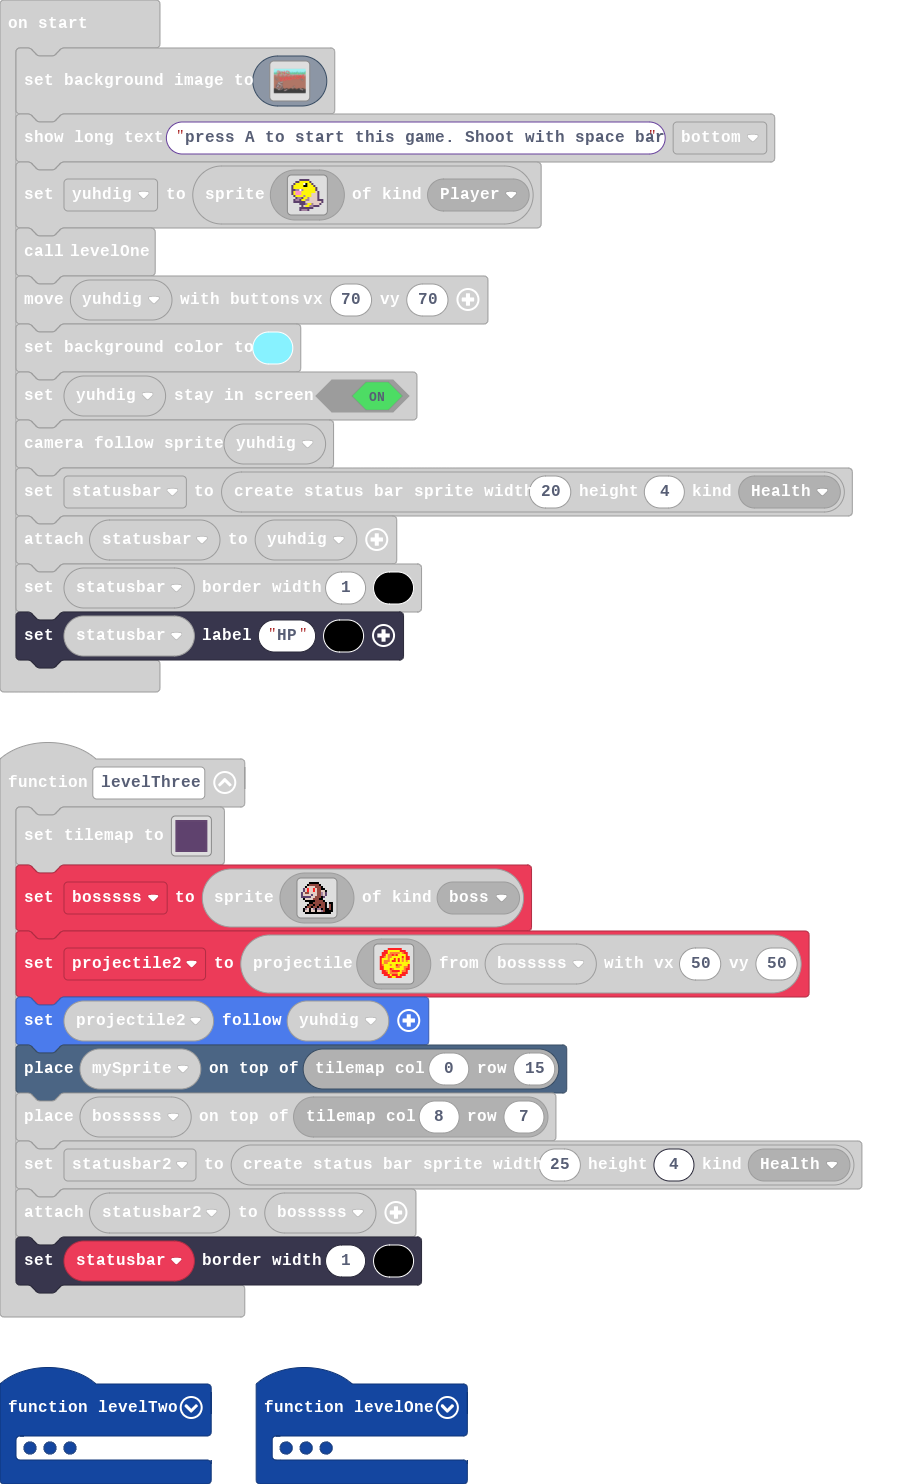 on start
set background image to
show long text "press A to start this game. Shoot with space bar" bottom
set yuhdig to sprite of kind Player
call levelOne
move yuhdig with buttons vx 70 vy 70
set background color to
set yuhdig stay in screen ON
camera follow sprite yuhdig
set statusbar to create status bar sprite width 20 height 4 kind Health
attach statusbar to yuhdig
set statusbar border width 1
set statusbar label "HP"
function levelThree
set tilemap to
set bosssss to sprite of kind boss
set projectile2 to projectile from bosssss with vx 50 vy 50
set projectile2 follow yuhdig
place mySprite on top of tilemap col 0 row 15
place bosssss on top of tilemap col 8 row 7
set statusbar2 to create status bar sprite width 25 height 4 kind Health
attach statusbar2 to bosssss
set statusbar border width 1
function levelTwo
function levelOne